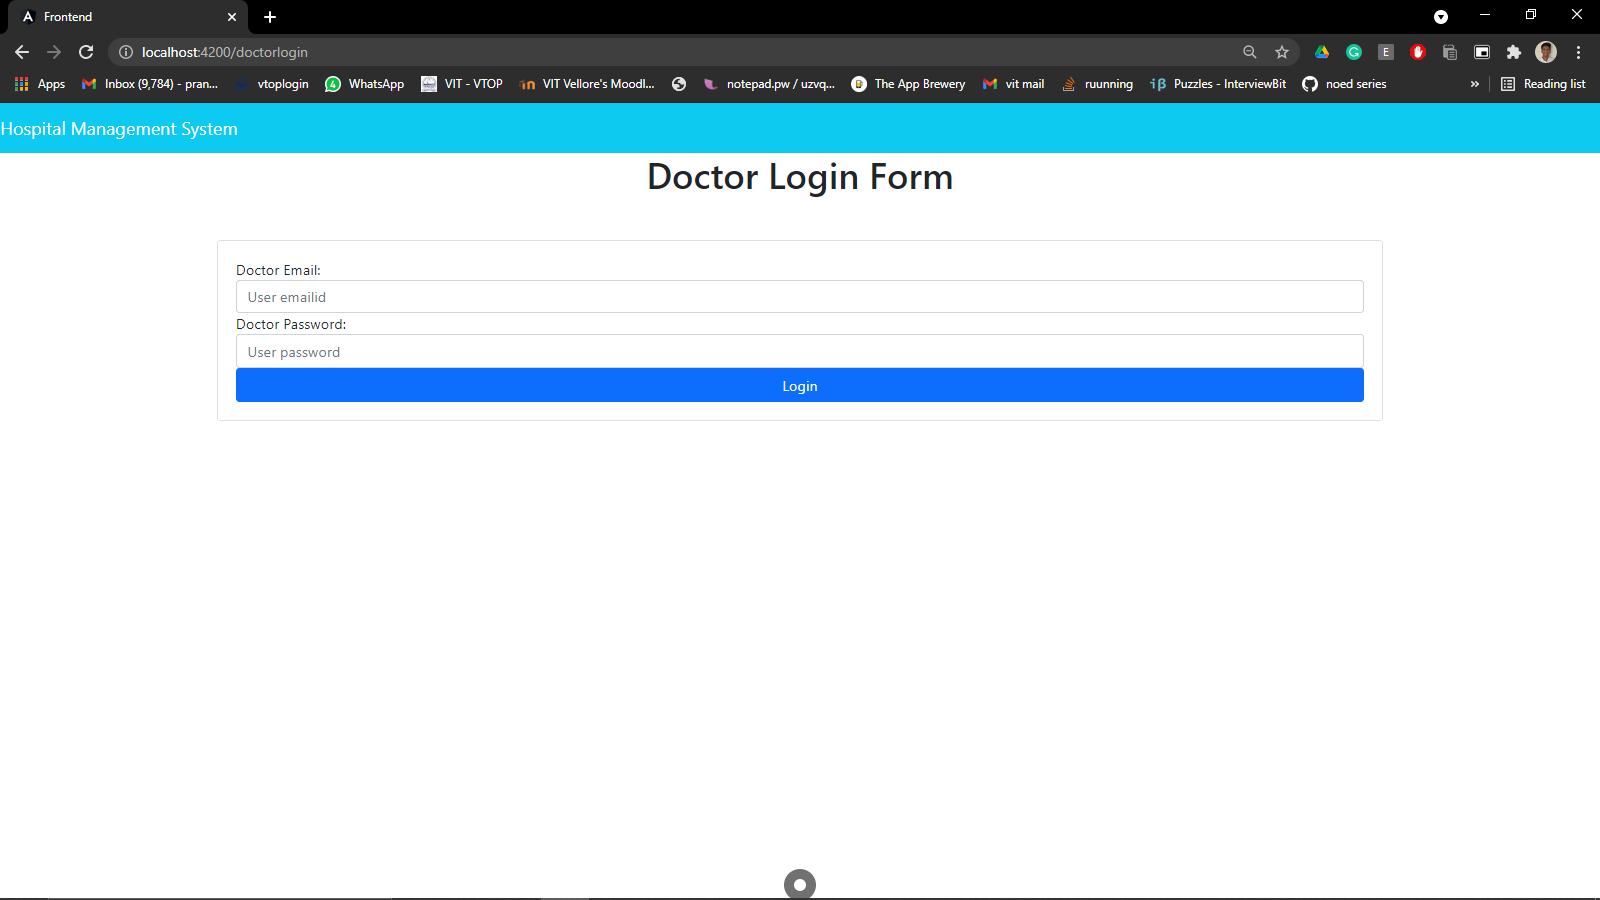 Frontend
localhost:4200/doctorlogin
Apps
Inbox (9,784) - pran...
vtoplogin
4
WhatsApp
VIT - VTOP
VIT Vellore's Moodl...
notepad.pw / uzvq...
The App Brewery
vit mail
ruunning
Puzzles - InterviewBit
noed series
»
Reading list
Hospital Management System
Doctor Login Form
Doctor Email:
User emailid
Doctor Password:
User password
Login